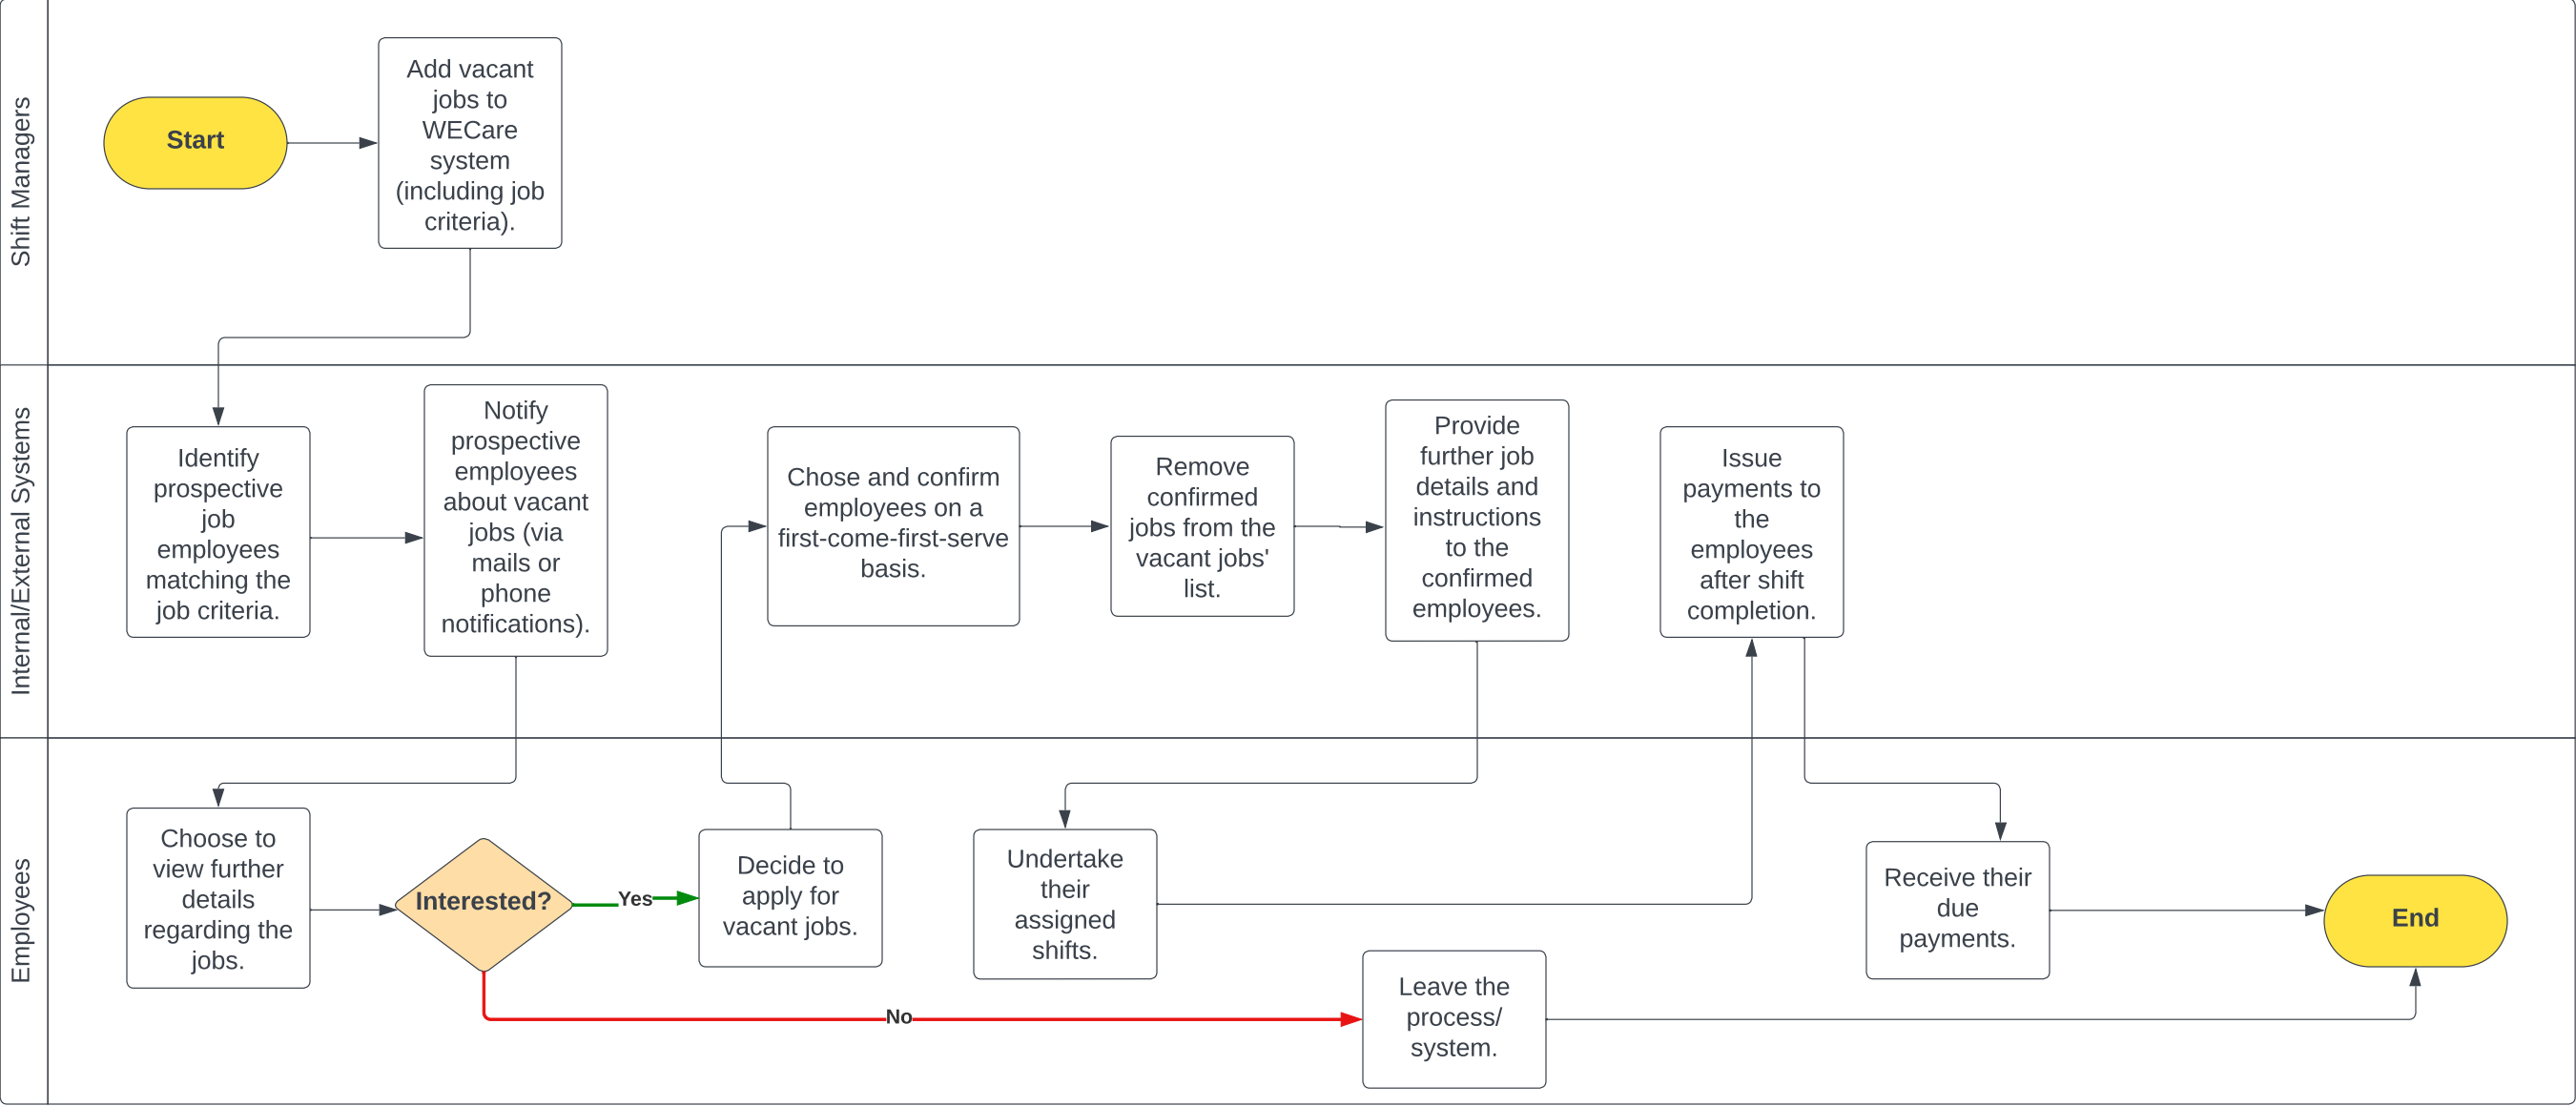 Shift Managers
Start
Add vacant
jobs to
WECare
system
(including job
criteria).
Internal/External Systems
Identify
prospective
job
employees
matching the
job criteria.
Notify
prospective
employees
about vacant
jobs (via
mails or
phone
notifications).
Chose and confirm
employees on a
first-come-first-serve
basis.
Remove
confirmed
jobs from the
vacant jobs'
list.
Provide
further job
details and
instructions
to the
confirmed
employees.
Issue
payments to
the
employees
after shift
completion.
Employees
Choose to
view further
details
regarding the
jobs.
Interested?
Yes
Decide to
apply for
vacant jobs.
Undertake
their
assigned
shifts.
No
Leave the
process/
system.
Receive their
due
payments.
End